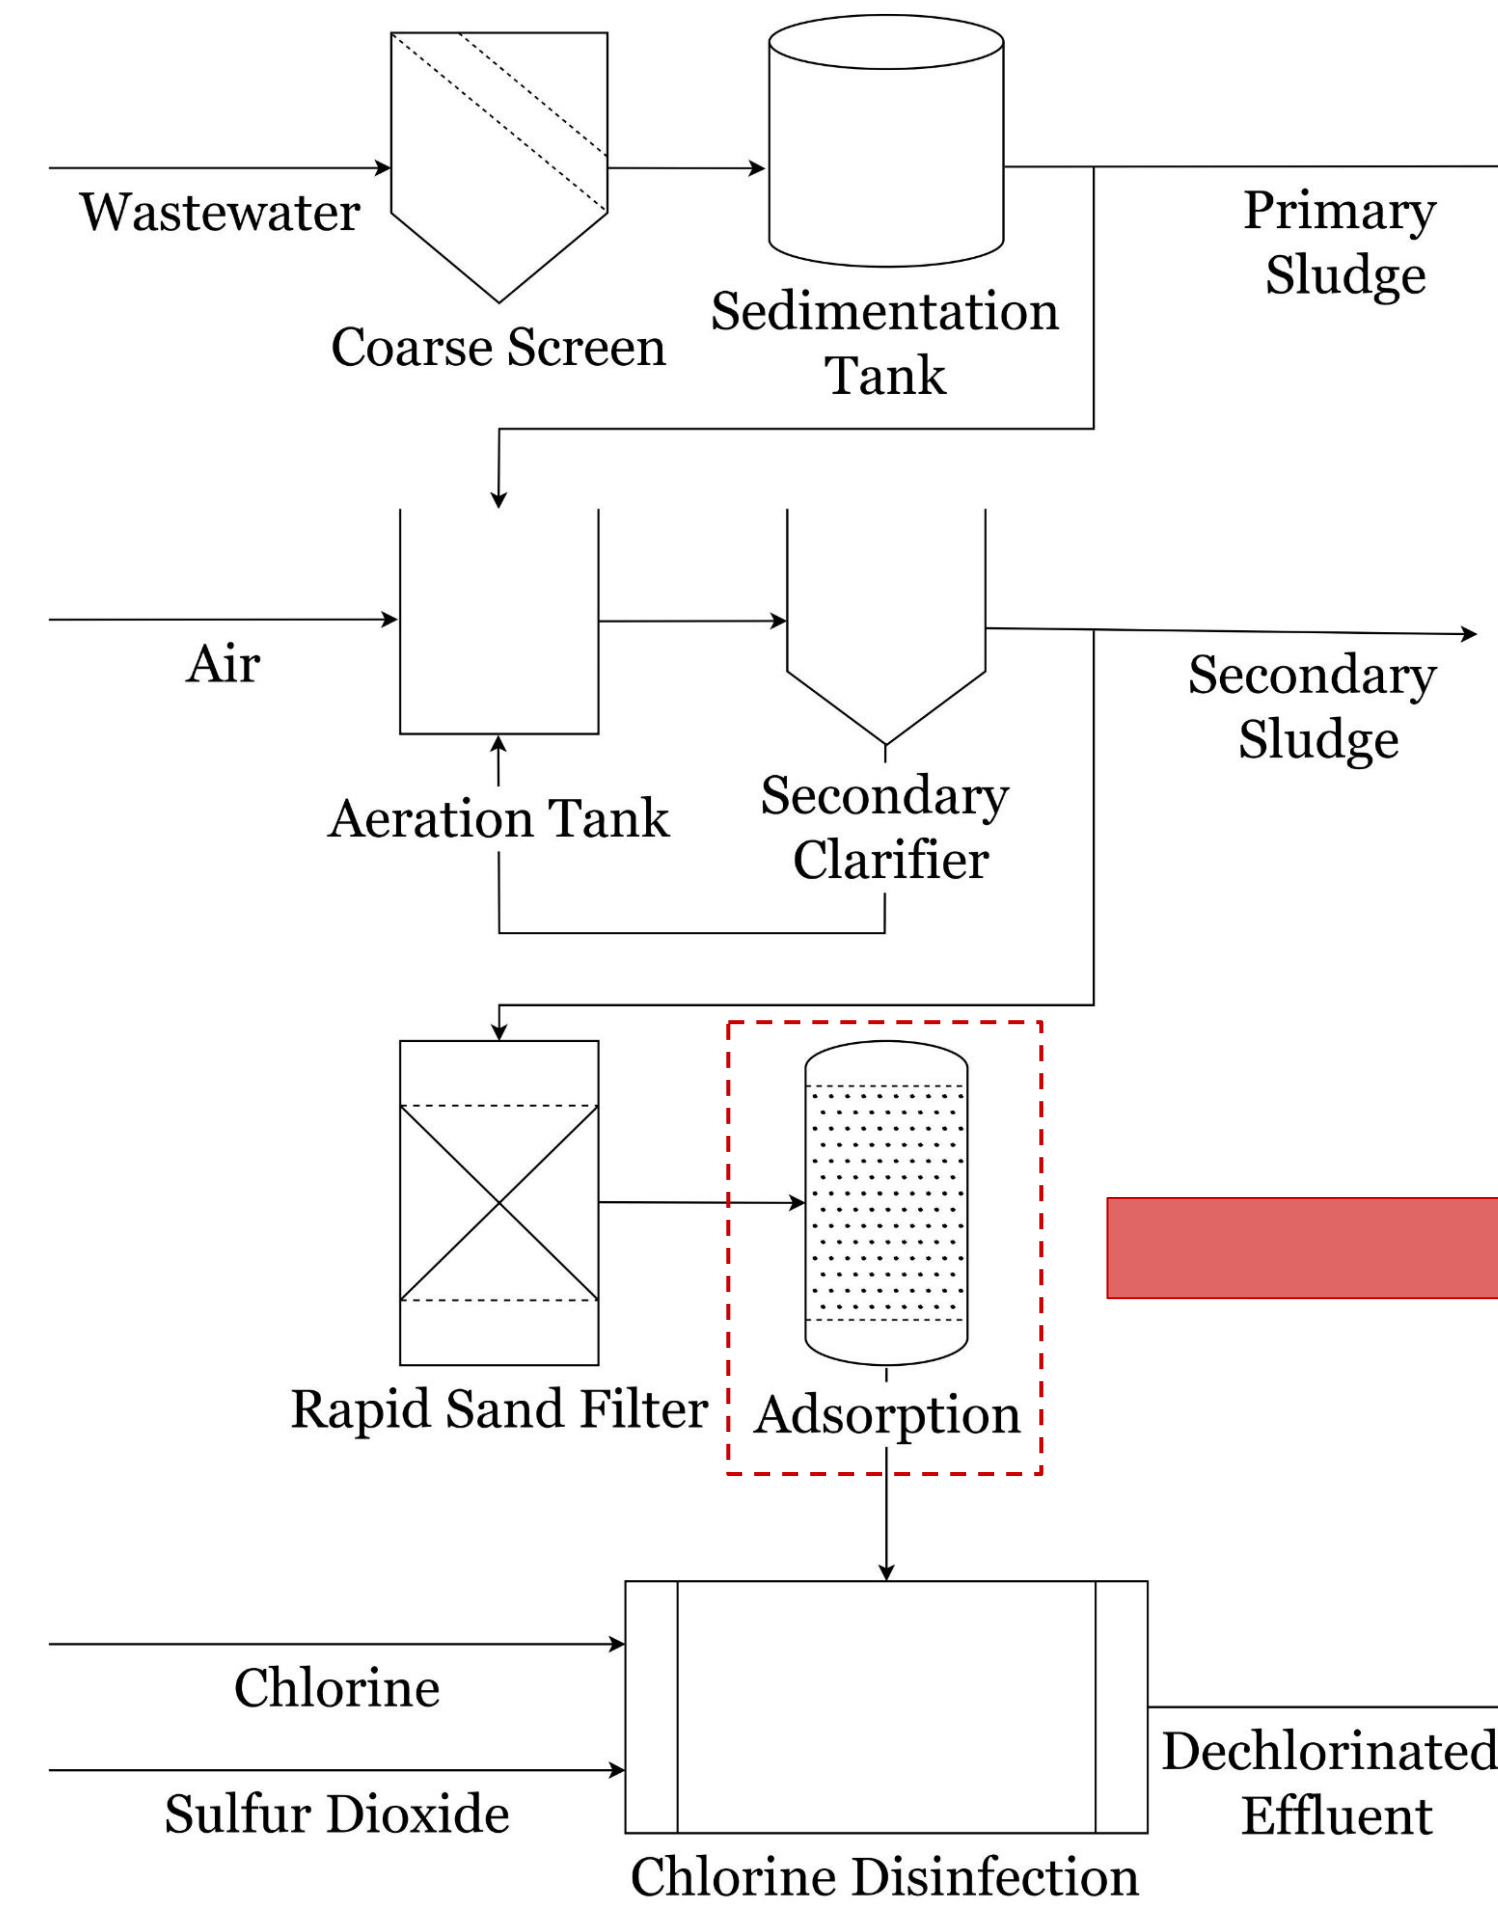 Wastewater
Coarse Screen
Sedimentation
Tank
Primary
Sludge
Air
Aeration Tank
Secondary
Clarifier
Secondary
Sludge
Rapid Sand Filter
Adsorption
Chlorine
Sulfur Dioxide
Chlorine Disinfection
Dechlorinated
Effluent